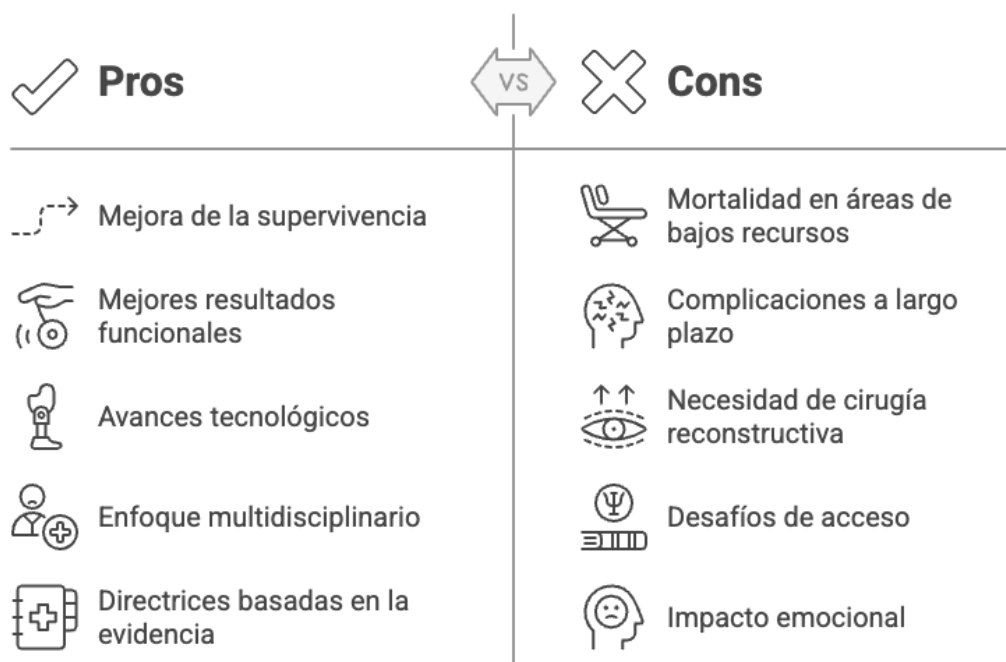 Pros
VS
Cons
Mejora de la supervivencia
Mejores resultados
funcionales
Avances tecnológicos
Enfoque multidisciplinario
Directrices basadas en la
evidencia
Mortalidad en áreas de
bajos recursos
Complicaciones a largo
plazo
Necesidad de cirugía
reconstructiva
Desafíos de acceso
Impacto emocional